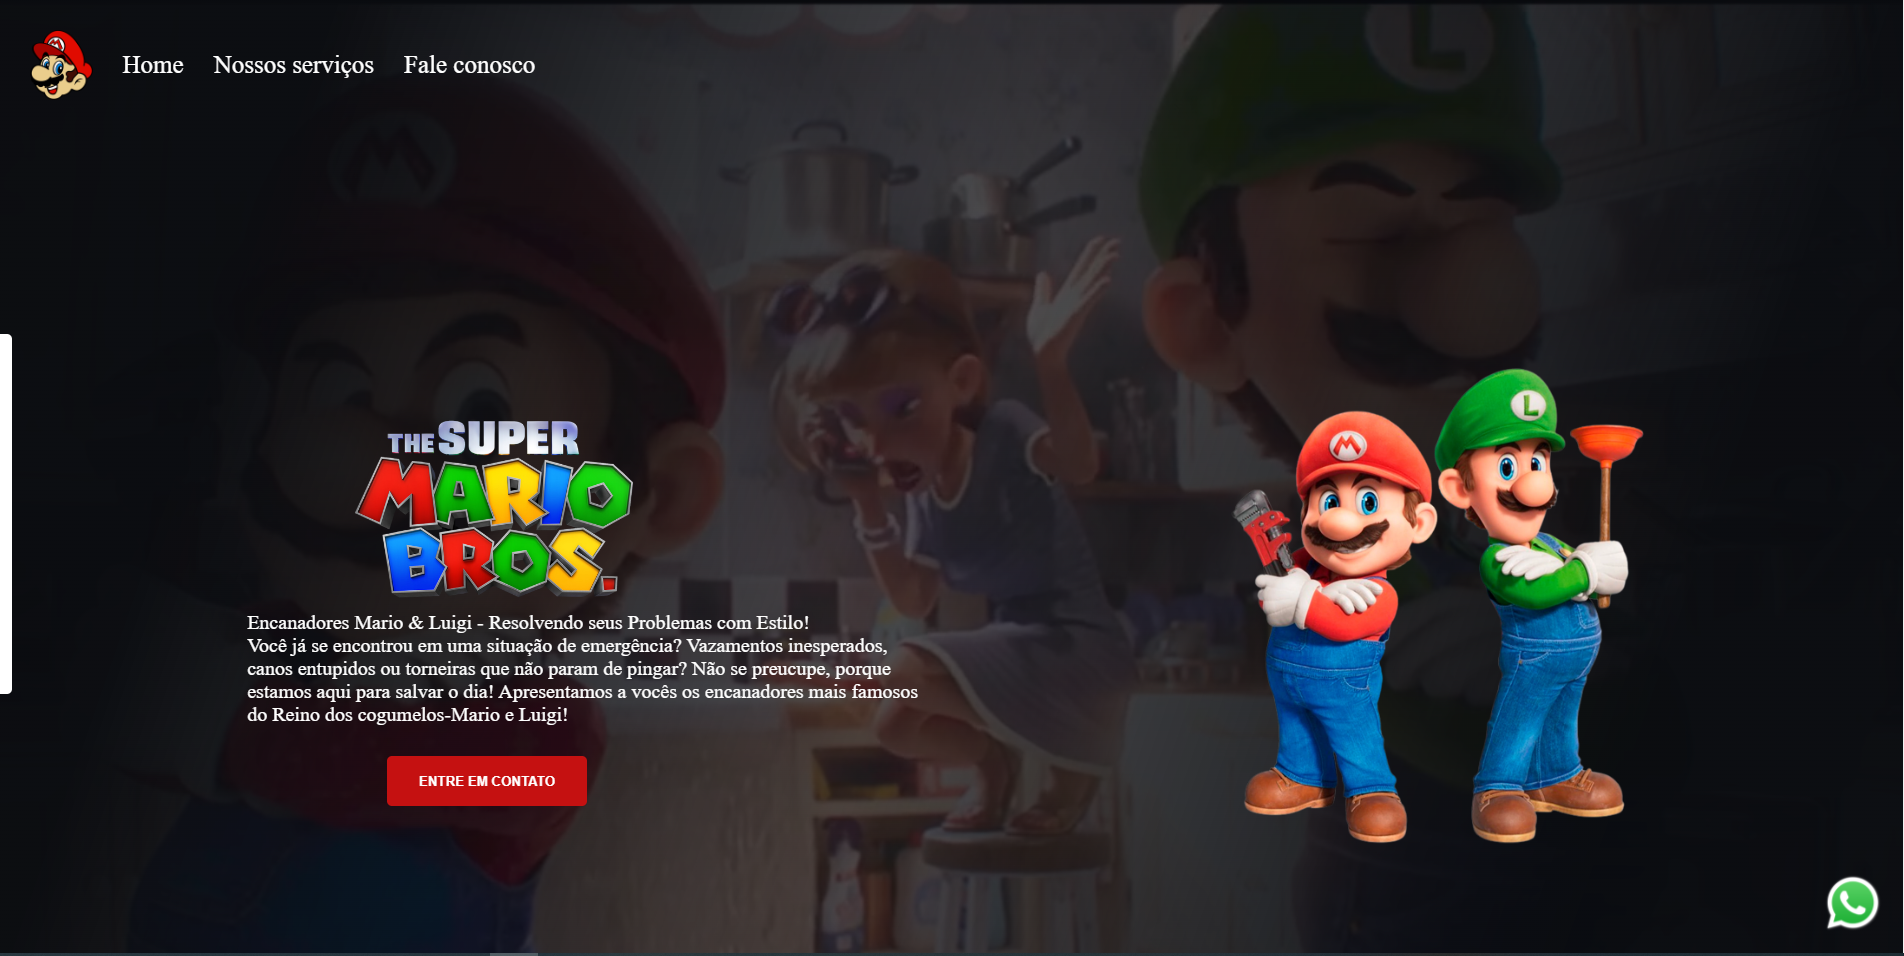 Home Nossos serviços Fale conosco
THE SUPER
MARIO
BROS.
Encanadores Mario & Luigi - Resolvendo seus Problemas com Estilo!
Você já se encontrou em uma situação de emergência? Vazamentos inesperados,
canos entupidos ou torneiras que não param de pingar? Não se preucupe, porque
estamos aqui para salvar o dia! Apresentamos a vocês os encanadores mais famosos
do Reino dos cogumelos-Mario e Luigi!
ENTRE EM CONTATO
M
L
M
L
M